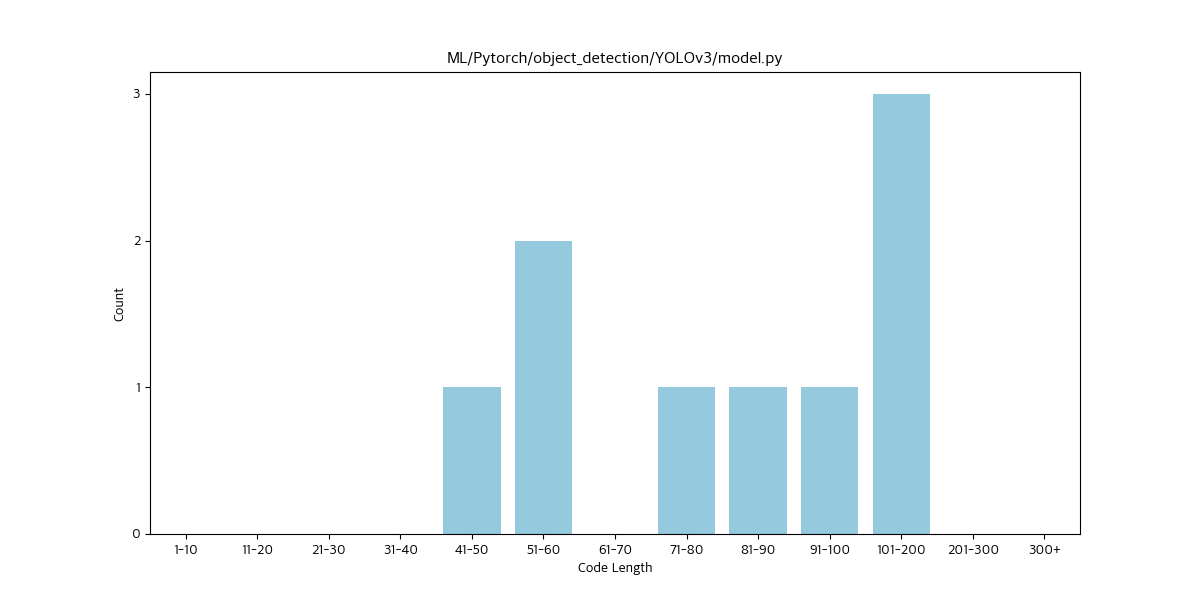 ML/Pytorch/object_detection/YOLOv3/model.py
3
2
1
0
Count
1-10 11-20 21-30 31-40 41-50 51-60 61-70 71-80 81-90 91-100 101-200 201-300 300+
Code Length